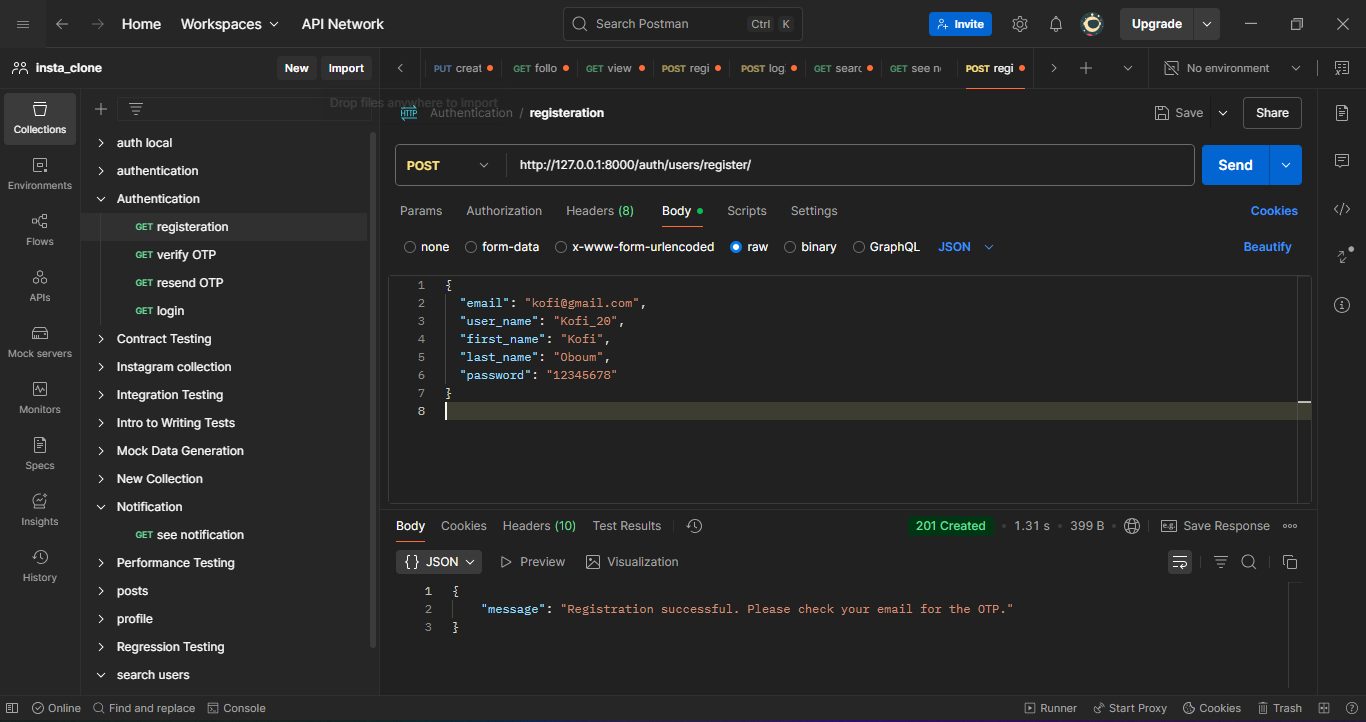 Home Workspaces API Network Search Postman Ctrl K Invite Upgrade
insta_clone New Import PUT creat GET follo GET view POST regi POST log GET searc GET see n POST regi No environment
Drop files anywhere to import
Collections
Environments
Flows
APIs
Mock servers
Monitors
Specs
Insights
History
auth local
authentication
Authentication
GET registeration
GET verify OTP
GET resend OTP
GET login
Contract Testing
Instagram collection
Integration Testing
Intro to Writing Tests
Mock Data Generation
New Collection
Notification
GET see notification
Performance Testing
posts
profile
Regression Testing
search users
HTTP Authentication / registeration Save Share
POST http://127.0.0.1:8000/auth/users/register/ Send
Params Authorization Headers (8) Body Scripts Settings Cookies
none form-data x-www-form-urlencoded raw binary GraphQL JSON Beautify
1 {
2 "email": "kofi@gmail.com",
3 "user_name": "Kofi_20",
4 "first_name": "Kofi",
5 "last_name": "Oboum",
6 "password": "12345678"
7 }
8
Body Cookies Headers (10) Test Results 201 Created • 1.31 s • 399 B • e.g. Save Response
{} JSON Preview Visualization
1 {
2 "message": "Registration successful. Please check your email for the OTP."
3 }
Online Find and replace Console Runner Start Proxy Cookies Trash